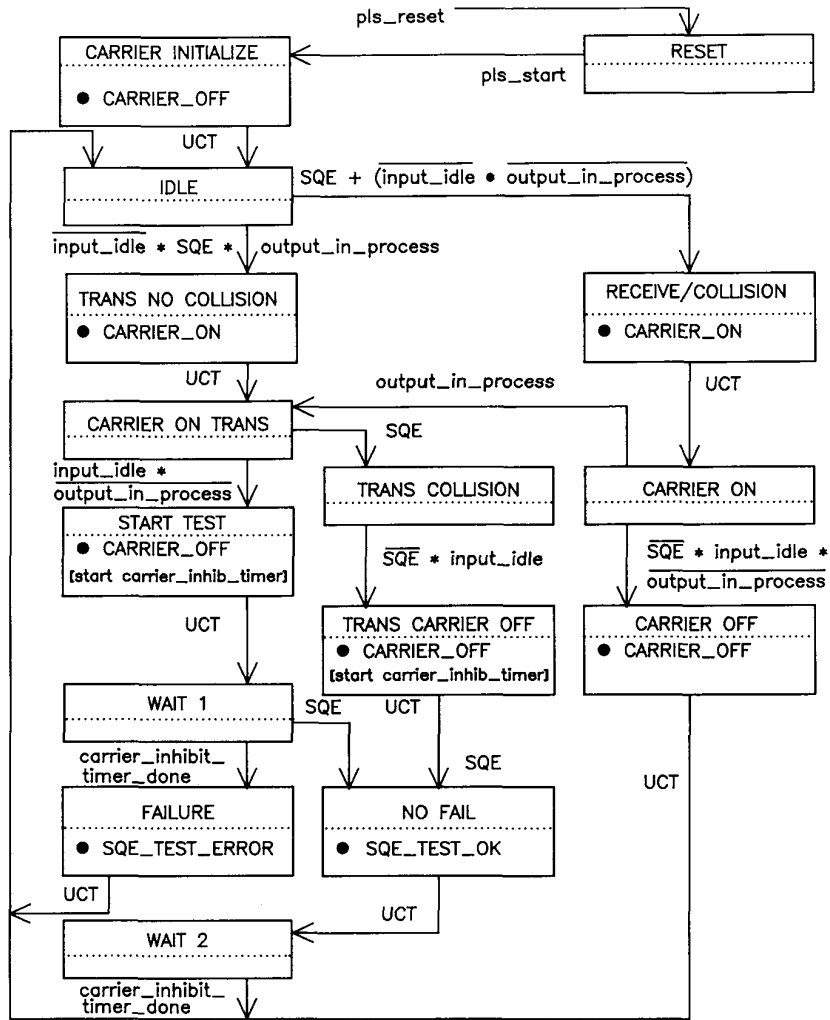 pls_reset
CARRIER INITIALIZE
RESET
pls_start
● CARRIER_OFF
UCT
IDLE
SQE + (input_idle ● output_in_process)
input_idle * SQE * output_in_process
TRANS NO COLLISION
RECEIVE/COLLISION
● CARRIER_ON
● CARRIER_ON
UCT
output_in_process
UCT
CARRIER ON TRANS
SQE
input_idle *
output_in_process
TRANS COLLISION
CARRIER ON
START TEST
● CARRIER_OFF
[start carrier_inhib_timer]
SQE * input_idle
SQE * input_idle *
output_in_process
UCT
TRANS CARRIER OFF
● CARRIER_OFF
[start carrier_inhib_timer]
CARRIER OFF
● CARRIER_OFF
WAIT 1
SQE
UCT
carrier_inhibit_
timer_done
SQE
UCT
FAILURE
NO FAIL
● SQE_TEST_ERROR
● SQE_TEST_OK
UCT
UCT
WAIT 2
carrier_inhibit_
timer_done